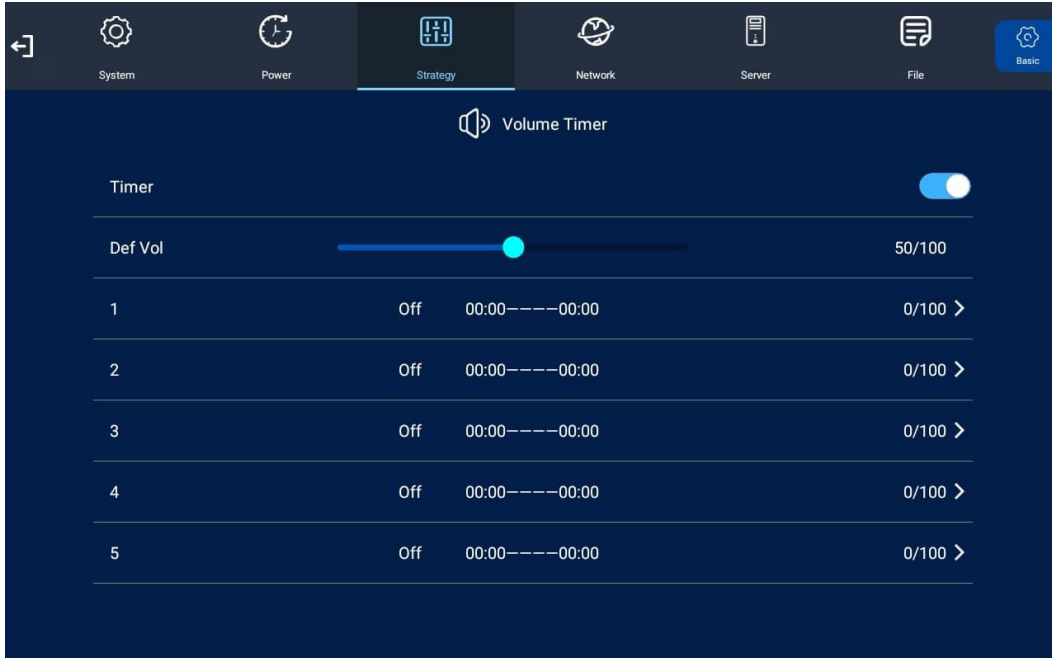 System Power Strategy Network Server File Basic
Volume Timer
Timer
Def Vol 50/100
1 Off 00:00————00:00 0/100
2 Off 00:00————00:00 0/100
3 Off 00:00————00:00 0/100
4 Off 00:00————00:00 0/100
5 Off 00:00————00:00 0/100